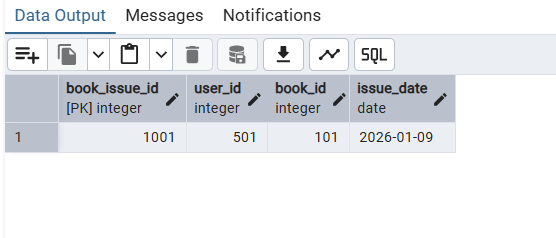 Data Output Messages Notifications
SQL
book_issue_id user_id book_id issue_date
[PK] integer integer integer date
1 1001 501 101 2026-01-09